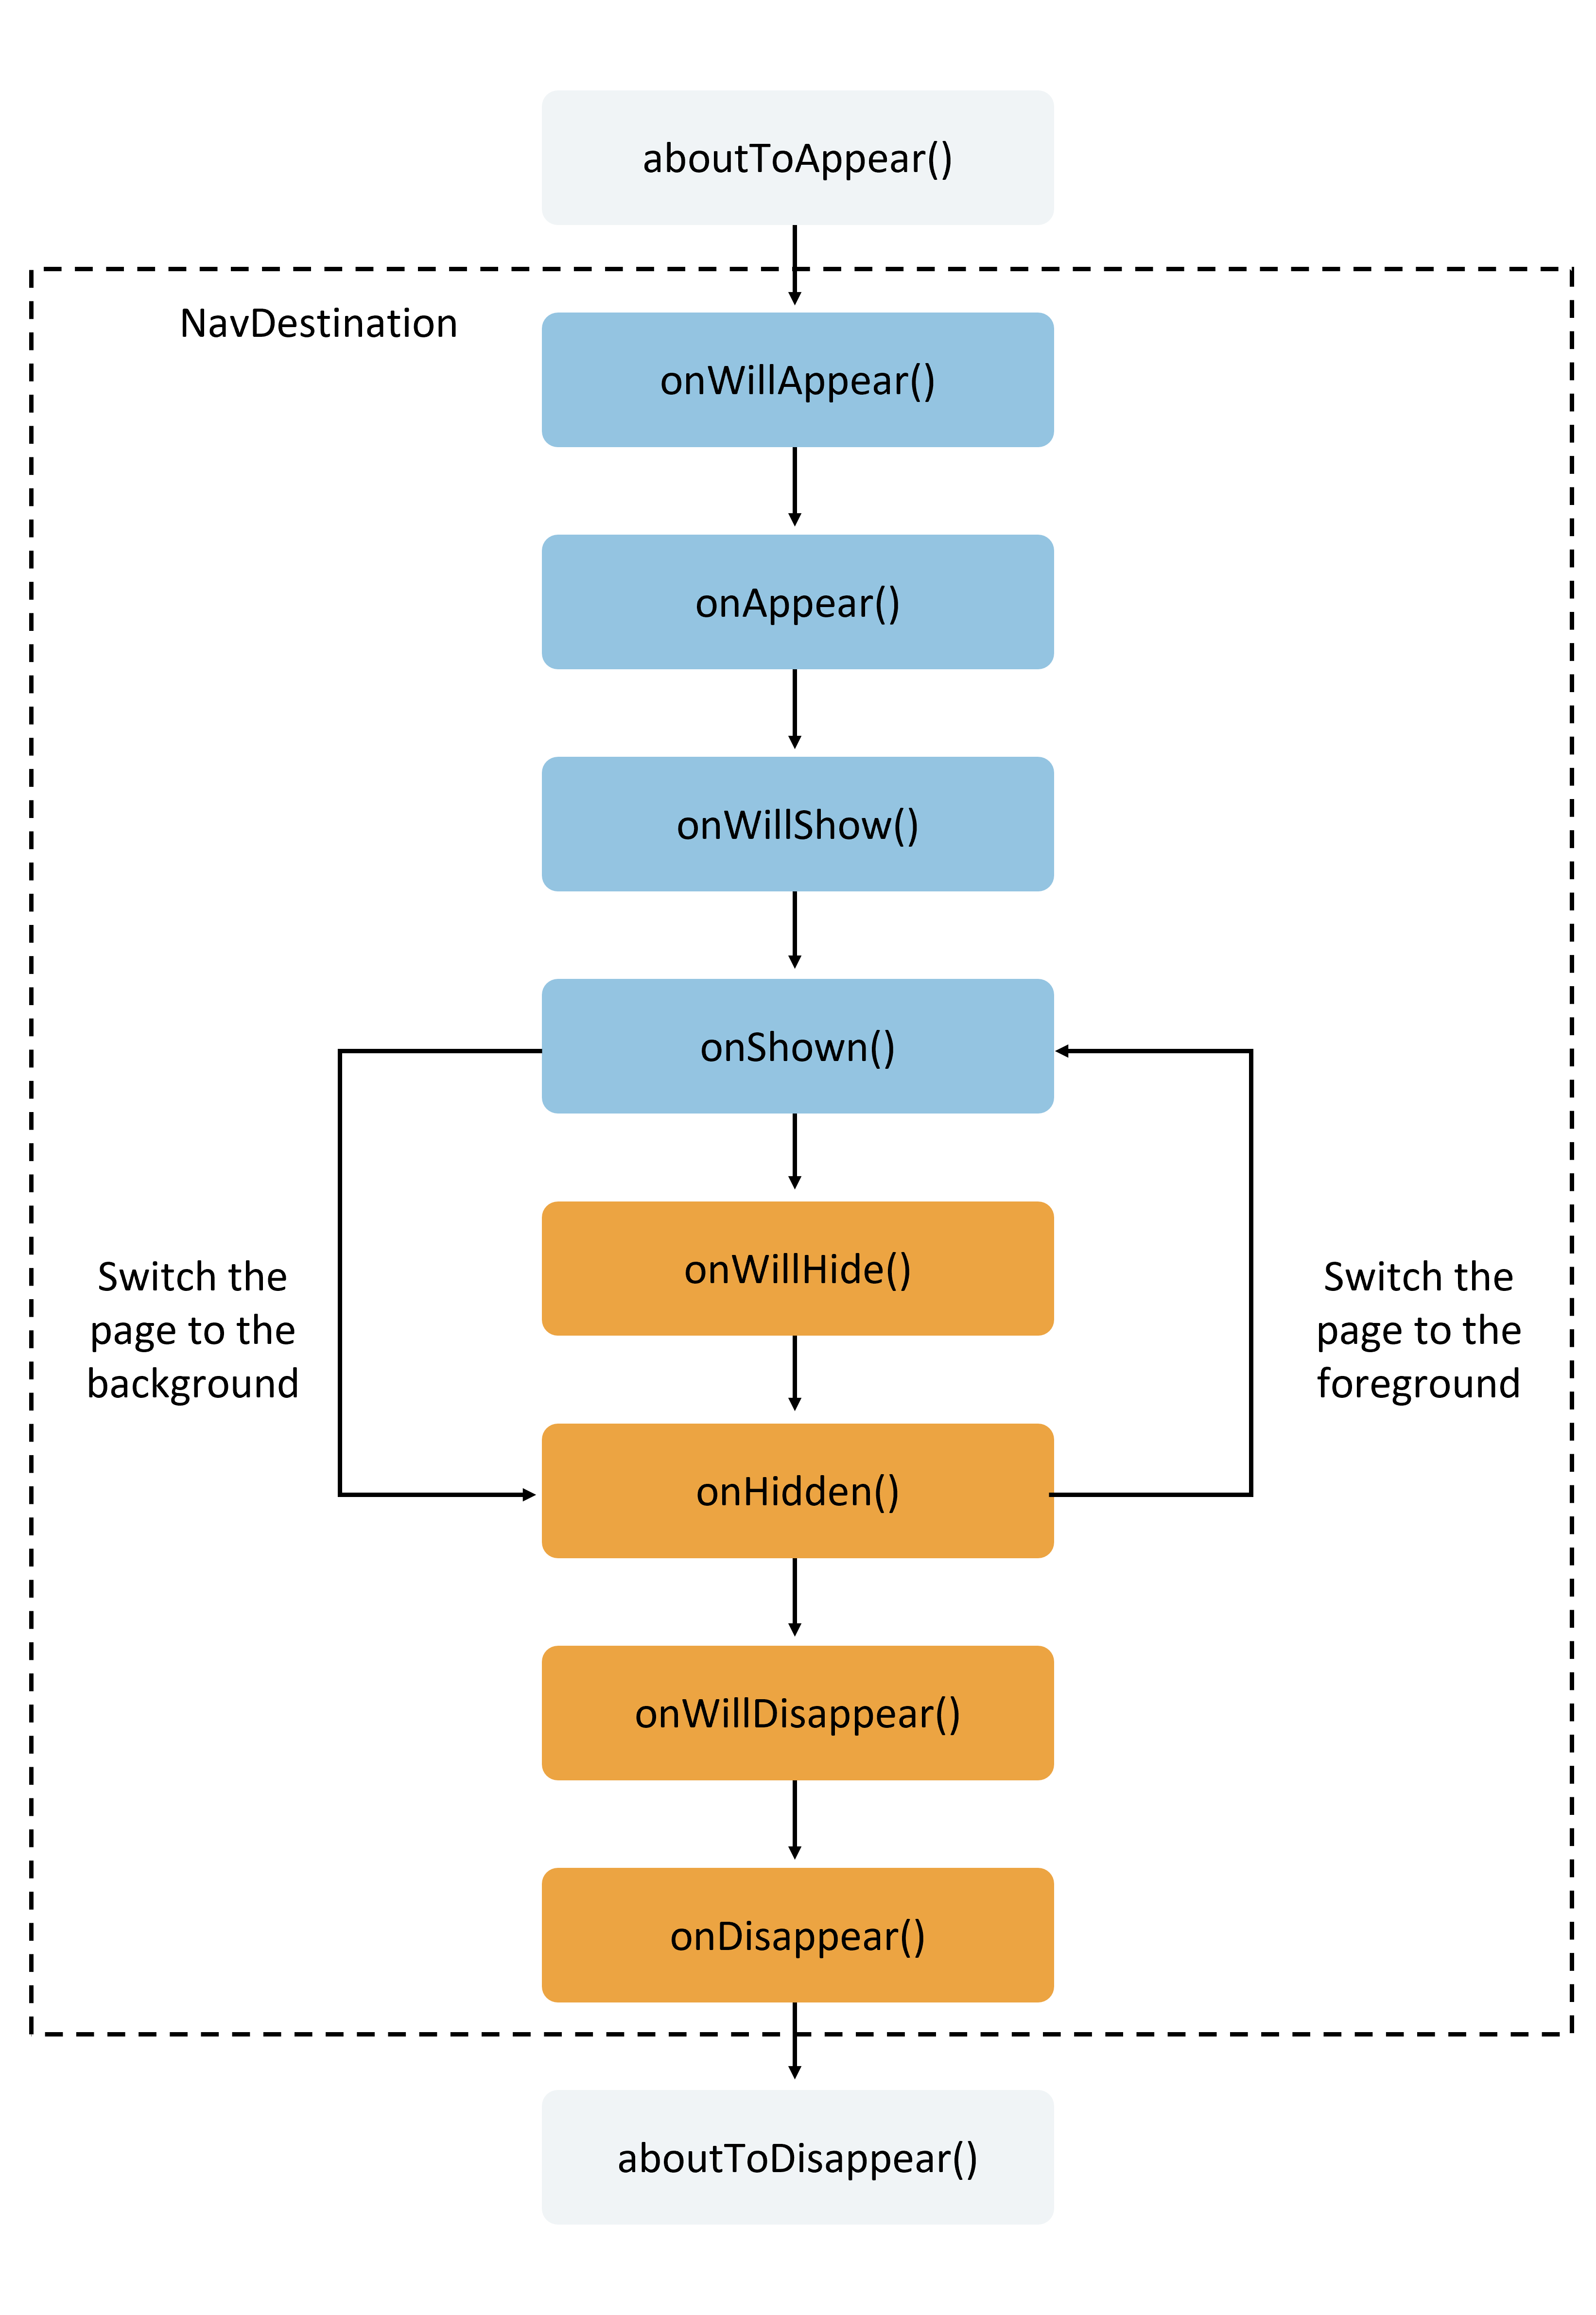 aboutToAppear()
NavDestination
onWillAppear()
onAppear()
onWillShow()
onShown()
onWillHide()
Switch the
page to the
background
Switch the
page to the
foreground
onHidden()
onWillDisappear()
onDisappear()
aboutToDisappear()